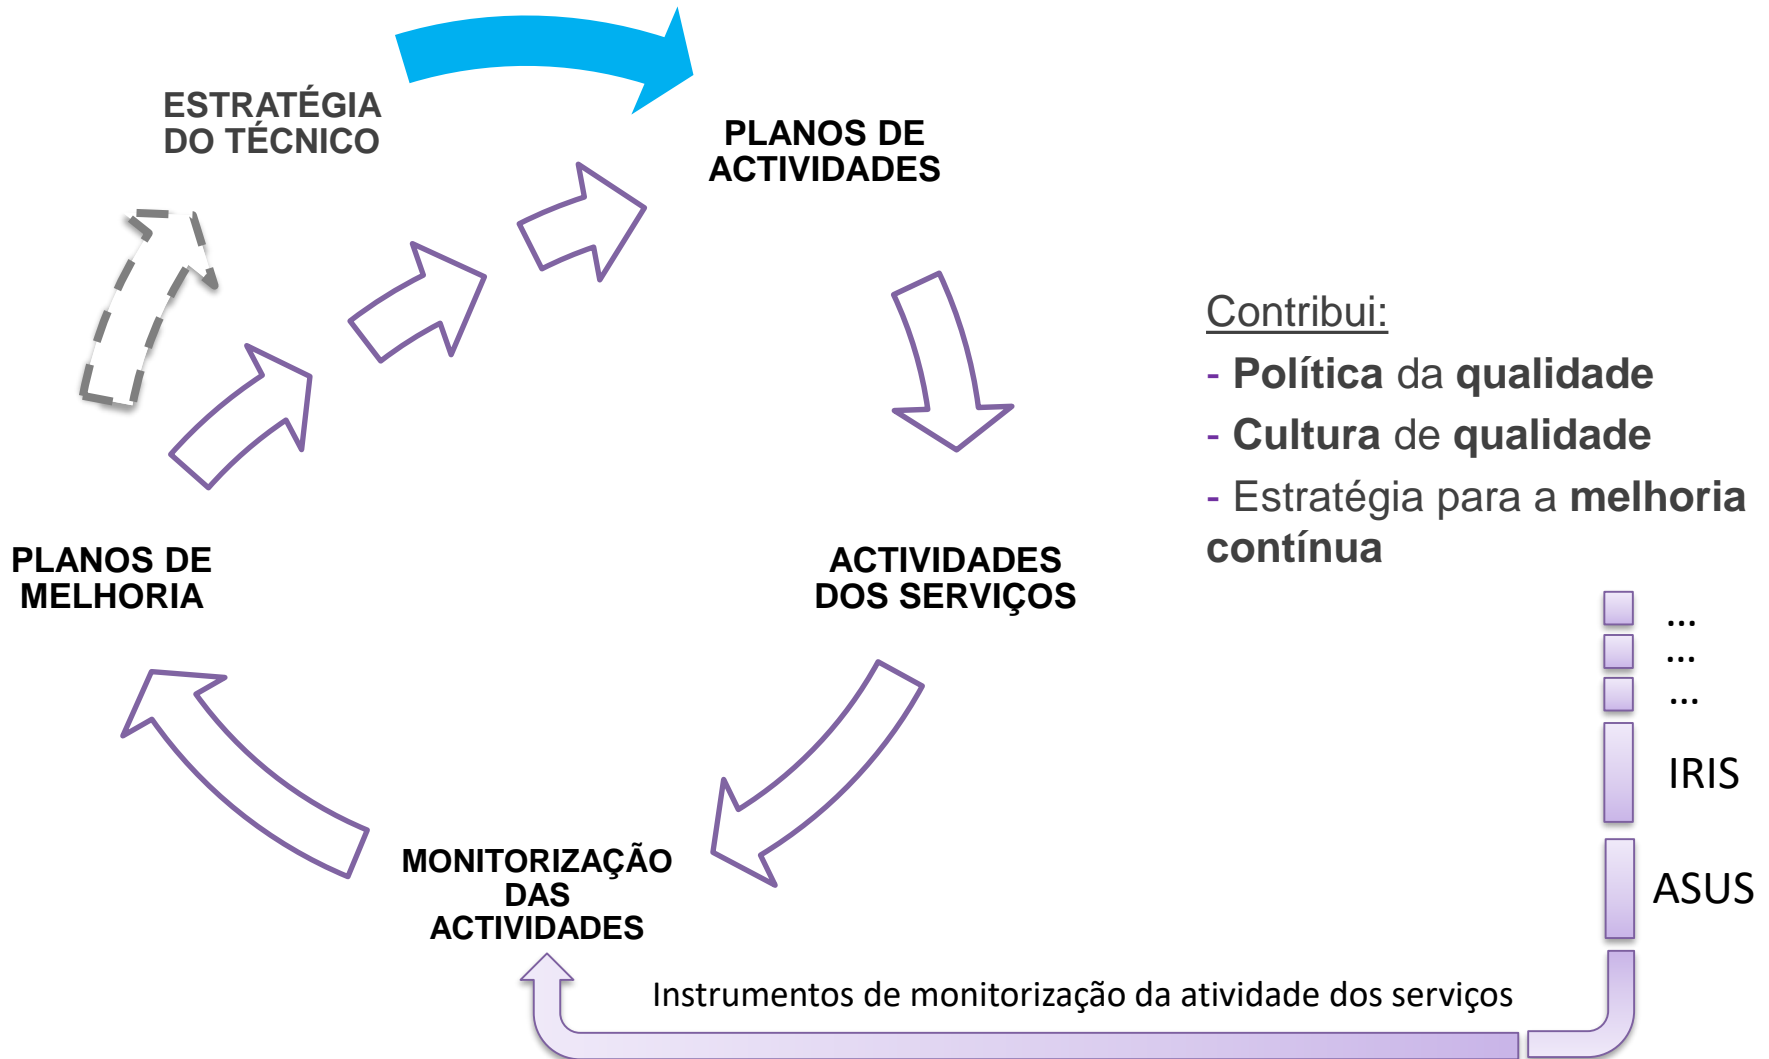 ESTRATÉGIA
DO TÉCNICO
PLANOS DE
ACTIVIDADES
Contribui:
- Política da qualidade
- Cultura de qualidade
- Estratégia para a melhoria
contínua
PLANOS DE
MELHORIA
ACTIVIDADES
DOS SERVIÇOS
...
...
...
IRIS
ASUS
MONITORIZAÇÃO
DAS
ACTIVIDADES
Instrumentos de monitorização da atividade dos serviços